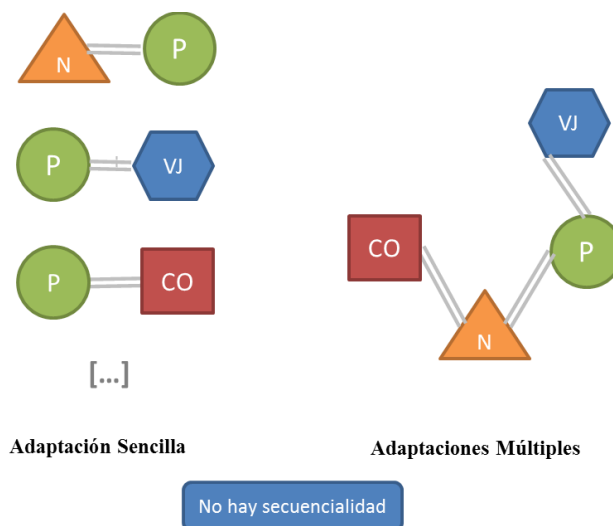 N
P
P
VJ
P
CO
[...]
Adaptación Sencilla
VJ
CO
P
N
Adaptaciones Múltiples
No hay secuencialidad